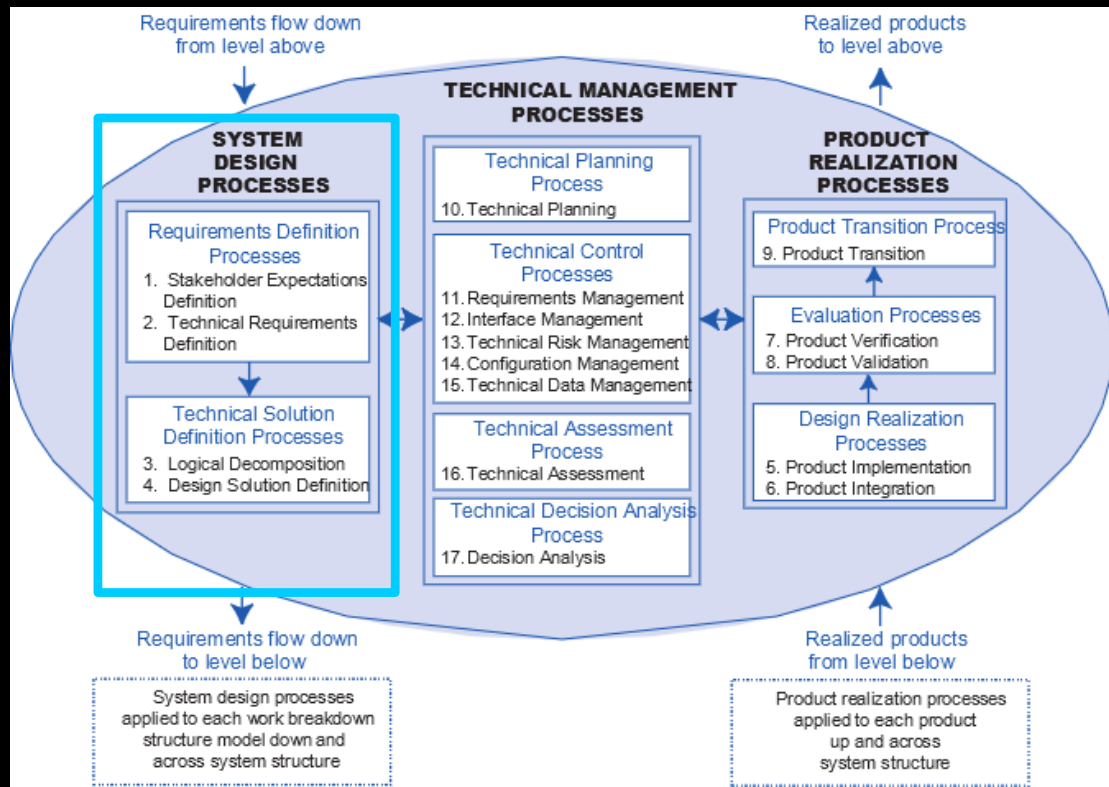 Requirements flow down
from level above
Realized products
to level above
TECHNICAL MANAGEMENT
PROCESSES
SYSTEM
DESIGN
PROCESSES
Requirements Definition
Processes
1. Stakeholder Expectations
Definition
2. Technical Requirements
Definition
Technical Solution
Definition Processes
3. Logical Decomposition
4. Design Solution Definition
Technical Planning
Process
10. Technical Planning
Technical Control
Processes
11. Requirements Management
12. Interface Management
13. Technical Risk Management
14. Configuration Management
15. Technical Data Management
Technical Assessment
Process
16. Technical Assessment
Technical Decision Analysis
Process
17. Decision Analysis
PRODUCT
REALIZATION
PROCESSES
Product Transition Process
9. Product Transition
Evaluation Processes
7. Product Verification
8. Product Validation
Design Realization
Processes
5. Product Implementation
6. Product Integration
Requirements flow down
to level below
System design processes
applied to each work breakdown
structure model down and
across system structure
Realized products
from level below
Product realization processes
applied to each product
up and across
system structure